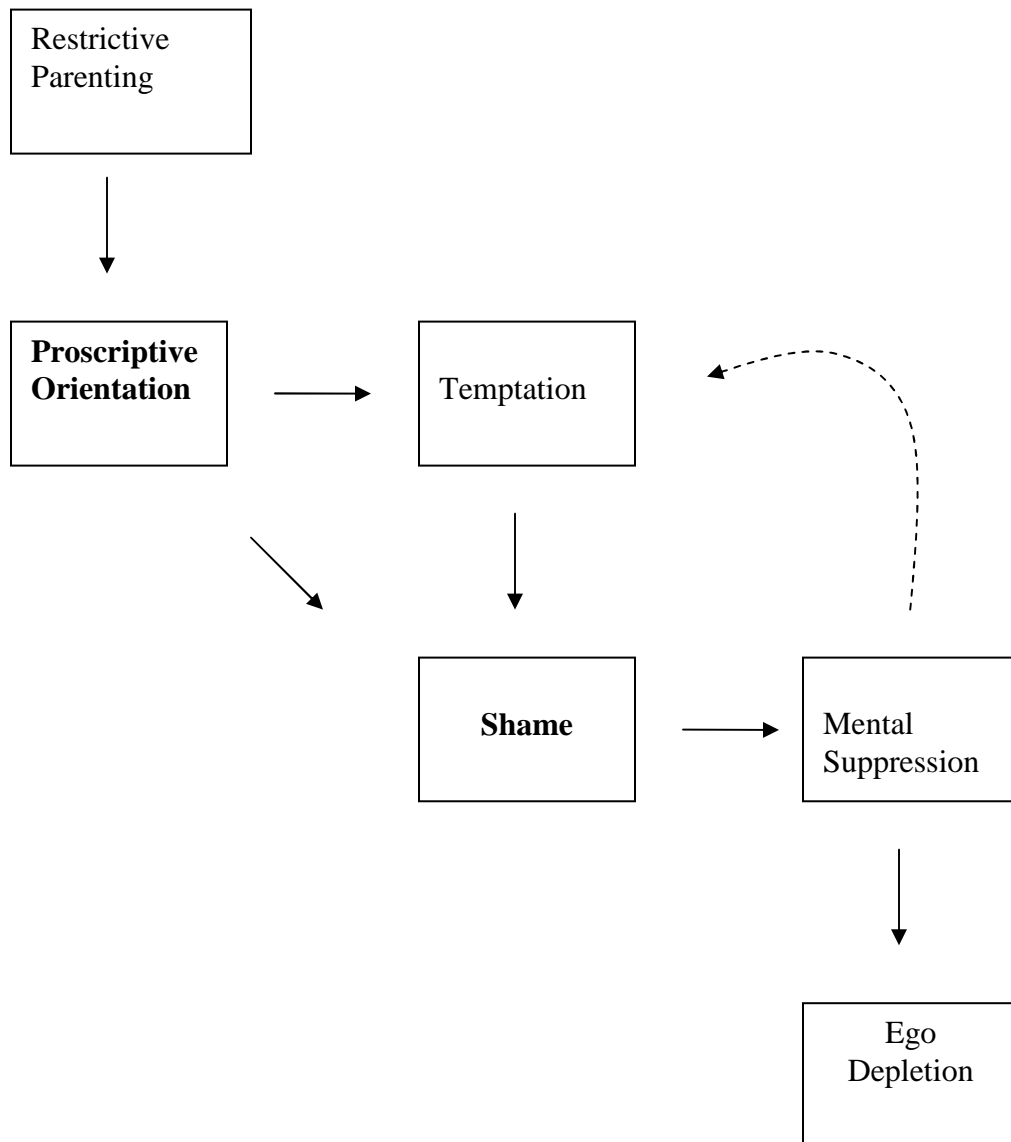 Restrictive
Parenting
Proscriptive
Orientation
Temptation
Shame
Mental
Suppression
Ego
Depletion